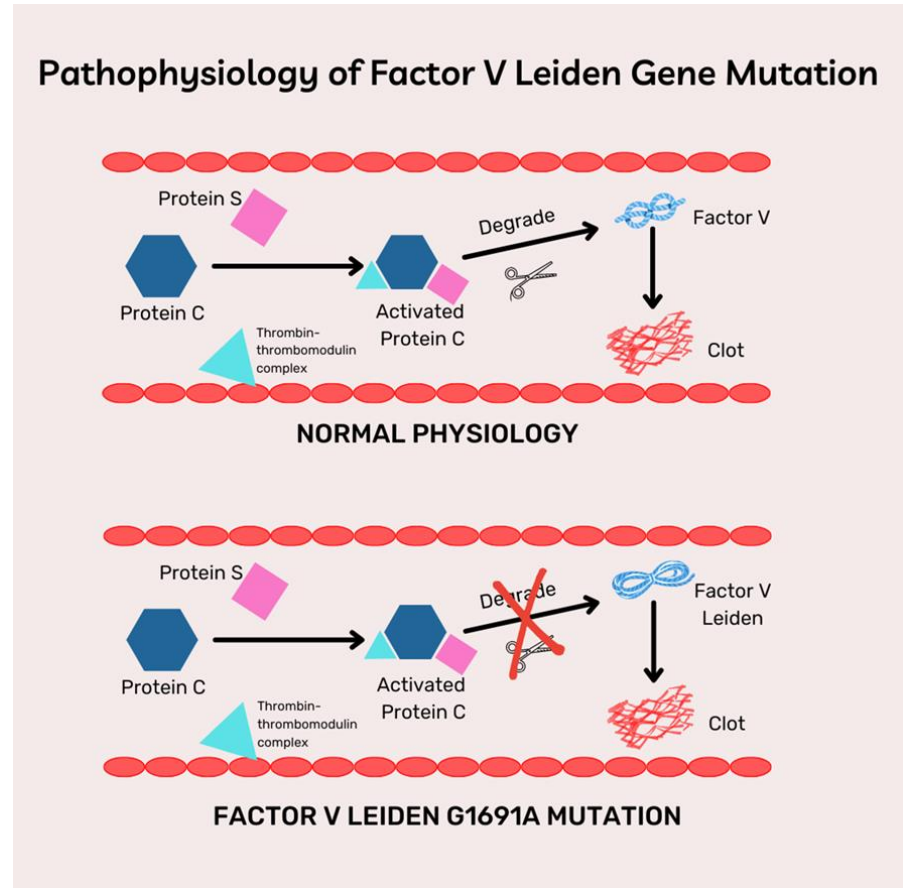 Pathophysiology of Factor V Leiden Gene Mutation
Protein S
Degrade
Factor V
Protein C
Activated
Protein C
Thrombin-
thrombomodulin
complex
Clot
NORMAL PHYSIOLOGY
Protein S
Degrade
Factor V
Leiden
Protein C
Activated
Protein C
Thrombin-
thrombomodulin
complex
Clot
FACTOR V LEIDEN G1691A MUTATION